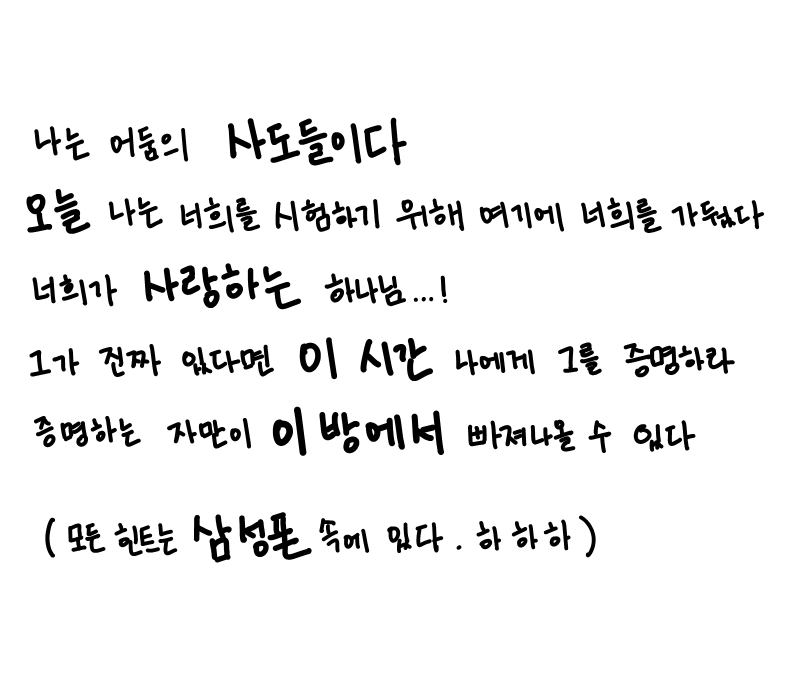 나는 어둠의 사도들이다
오늘 나는 너희를 시험하기 위해 여기에 너희를 가뒀다
너희가 사랑하는 하나님...!
그가 진짜 있다면 이 시간 나에게 그를 증명하라
증명하는 자만이 이 방에서 빠져나올 수 있다
(모든 힌트는 삼성폰 속에 있다. 하 하 하)